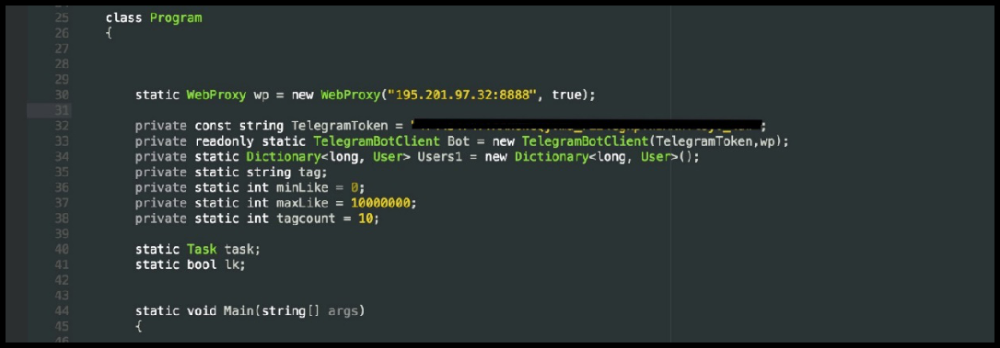 25 class Program
26 {
27
28
29
30 static WebProxy wp = new WebProxy("195.201.97.32:8888", true);
31
32 private const string TelegramToken = ;
33 private readonly static TelegramBotClient Bot = new TelegramBotClient(TelegramToken,wp);
34 private static Dictionary<long, User> Users1 = new Dictionary<long, User>();
35 private static string tag;
36 private static int minLike = 0;
37 private static int maxLike = 10000000;
38 private static int tagcount = 10;
39
40 static Task task;
41 static bool lk;
42
43
44 static void Main(string[] args)
45 {
46